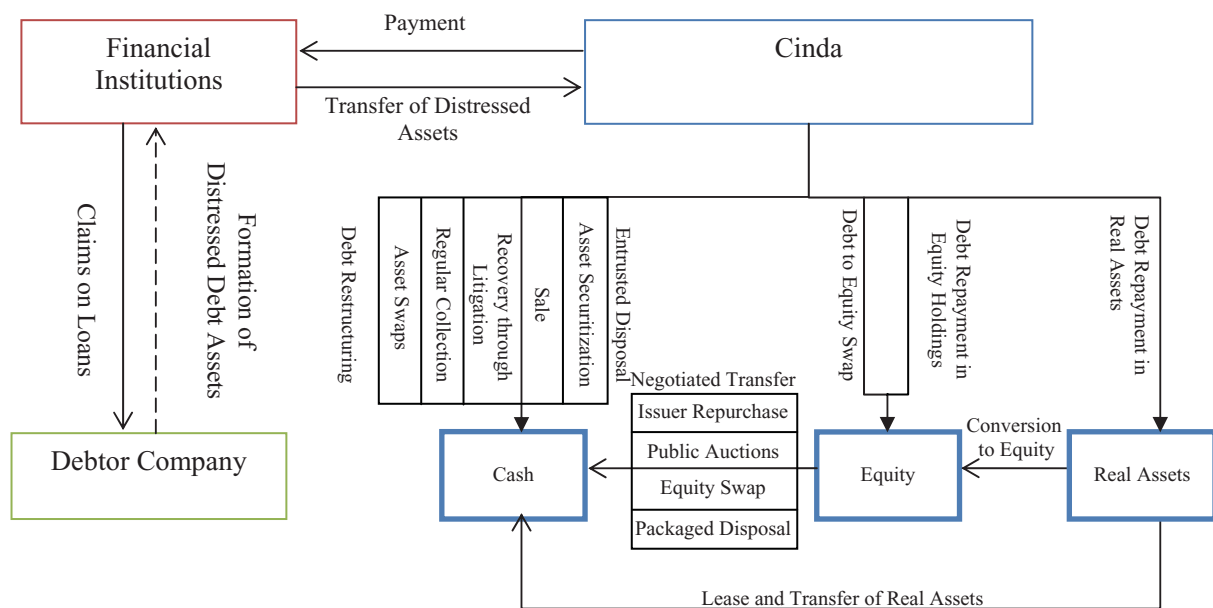 Payment
Financial
Institutions
Cinda
Transfer of Distressed
Assets
Claims on Loans
Formation of
Distressed Debt Assets
Debt Restructuring
Asset Swaps
Regular Collection
Recovery through
Litigation
Sale
Asset Securitization
Entrusted Disposal
Debt to Equity Swap
Debt Repayment in
Equity Holdings
Debt Repayment in
Real Assets
Negotiated Transfer
Issuer Repurchase
Public Auctions
Equity Swap
Packaged Disposal
Debtor Company
Cash
Equity
Conversion
to Equity
Real Assets
Lease and Transfer of Real Assets